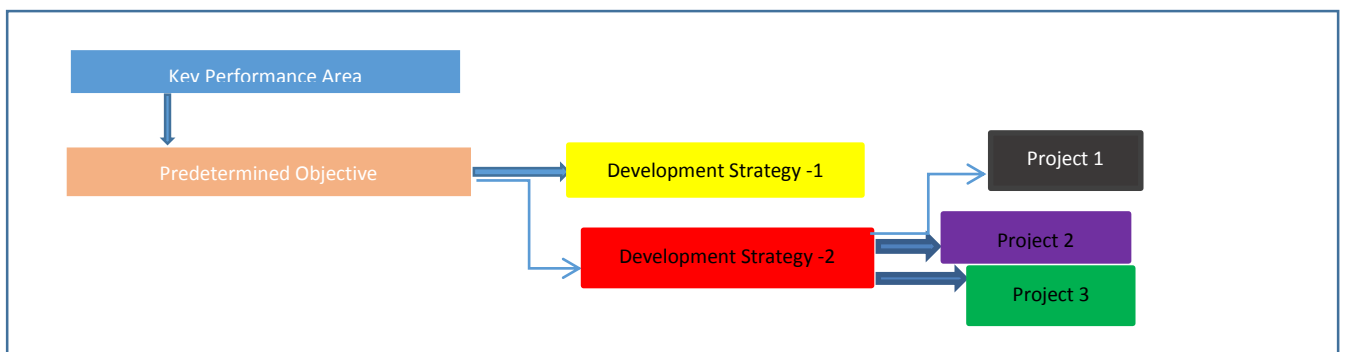 Key Performance Area
Predetermined Objective
Development Strategy -1
Project 1
Development Strategy -2
Project 2
Project 3